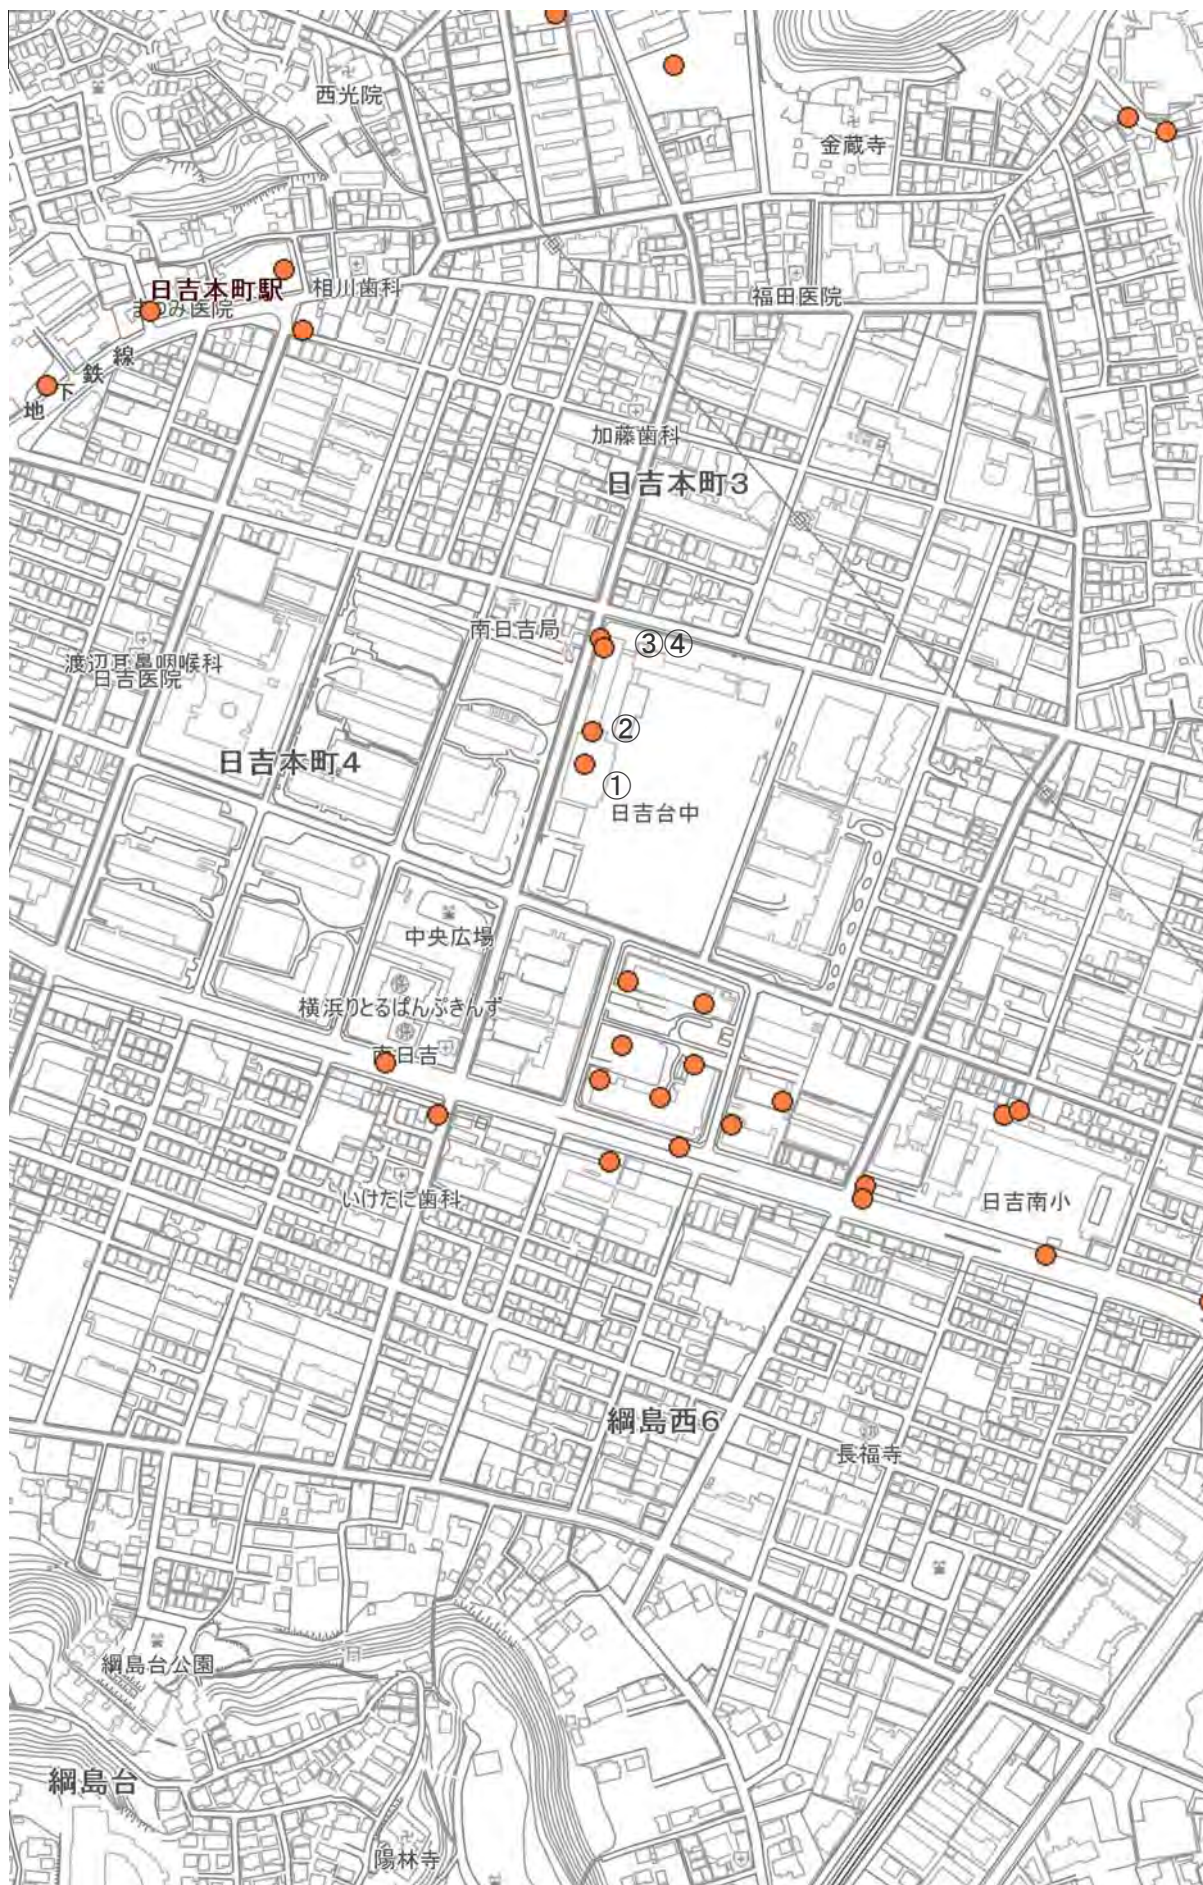 西光院
金蔵寺
日吉本町駅
相川歯科
福田医院
地下鉄線
加藤歯科
日吉本町3
南日吉局
③④
渡辺耳鼻咽喉科
日吉医院
②
日吉本町4
①
日吉台中
中央広場
横浜りとるぱんぷきんず
南日吉
いけだに歯科
日吉南小
綱島西6
長福寺
綱島台公園
綱島台
陽林寺